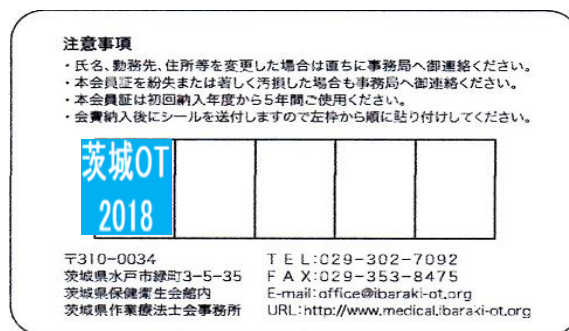 注意事項
・氏名、勤務先、住所等を変更した場合は直ちに事務局へ御連絡ください。
・本会員証を紛失または著しく汚損した場合も事務局へ御連絡ください。
・本会員証は初回納入年度から5年間ご使用ください。
・会費納入後にシールを送付しますので左枠から順に貼り付けしてください。
茨城OT
2018
〒310-0034
茨城県水戸市緑町3-5-35
茨城県保健衛生会館内
茨城県作業療法士会事務所
TEL:029-302-7092
FAX:029-353-8475
E-mail:office@ibaraki-ot.org
URL:http://www.medical.ibaraki-ot.org